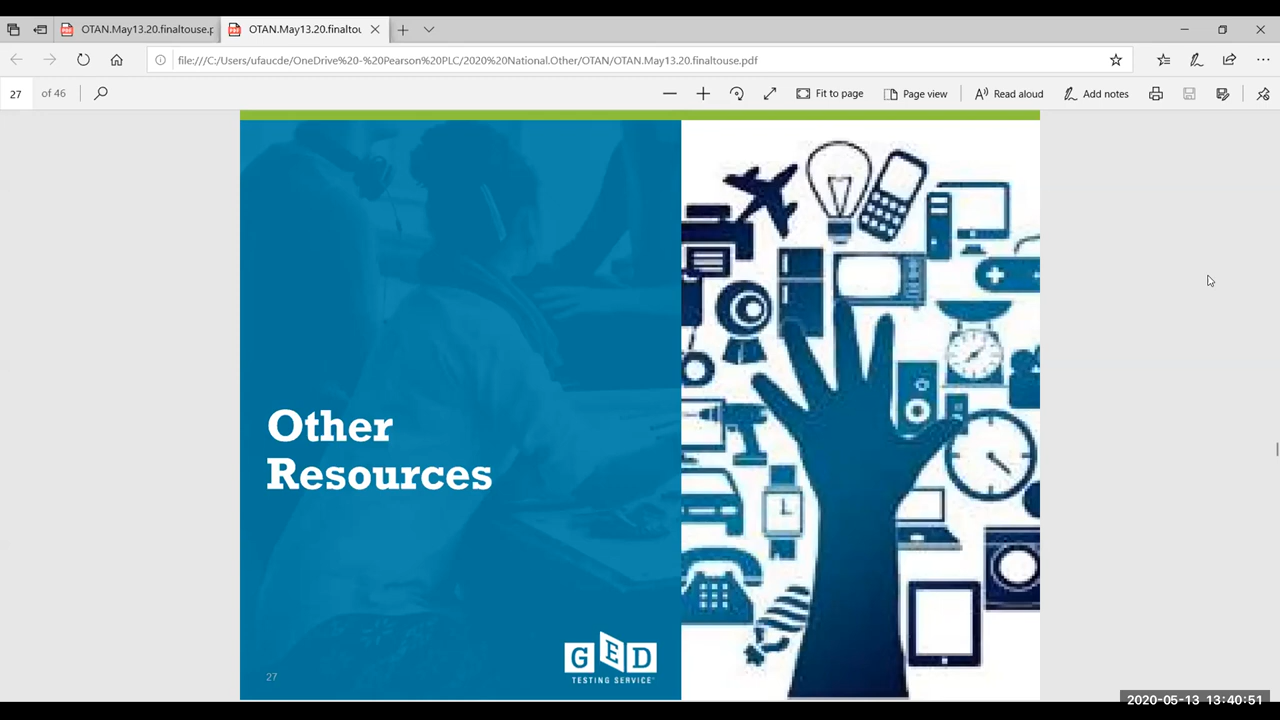 OTAN.May13.20.finaltouse.p
OTAN.May13.20.finaltou
file:///C:/Users/ufaucde/OneDrive%20-%20Pearson%20PLC/2020%20National.Other/OTAN/OTAN.May13.20.finaltouse.pdf
27 of 46
Fit to page
Page view
Read aloud
Add notes
Other
Resources
GED
TESTING SERVICE
27
2020-05-13 13:40:51